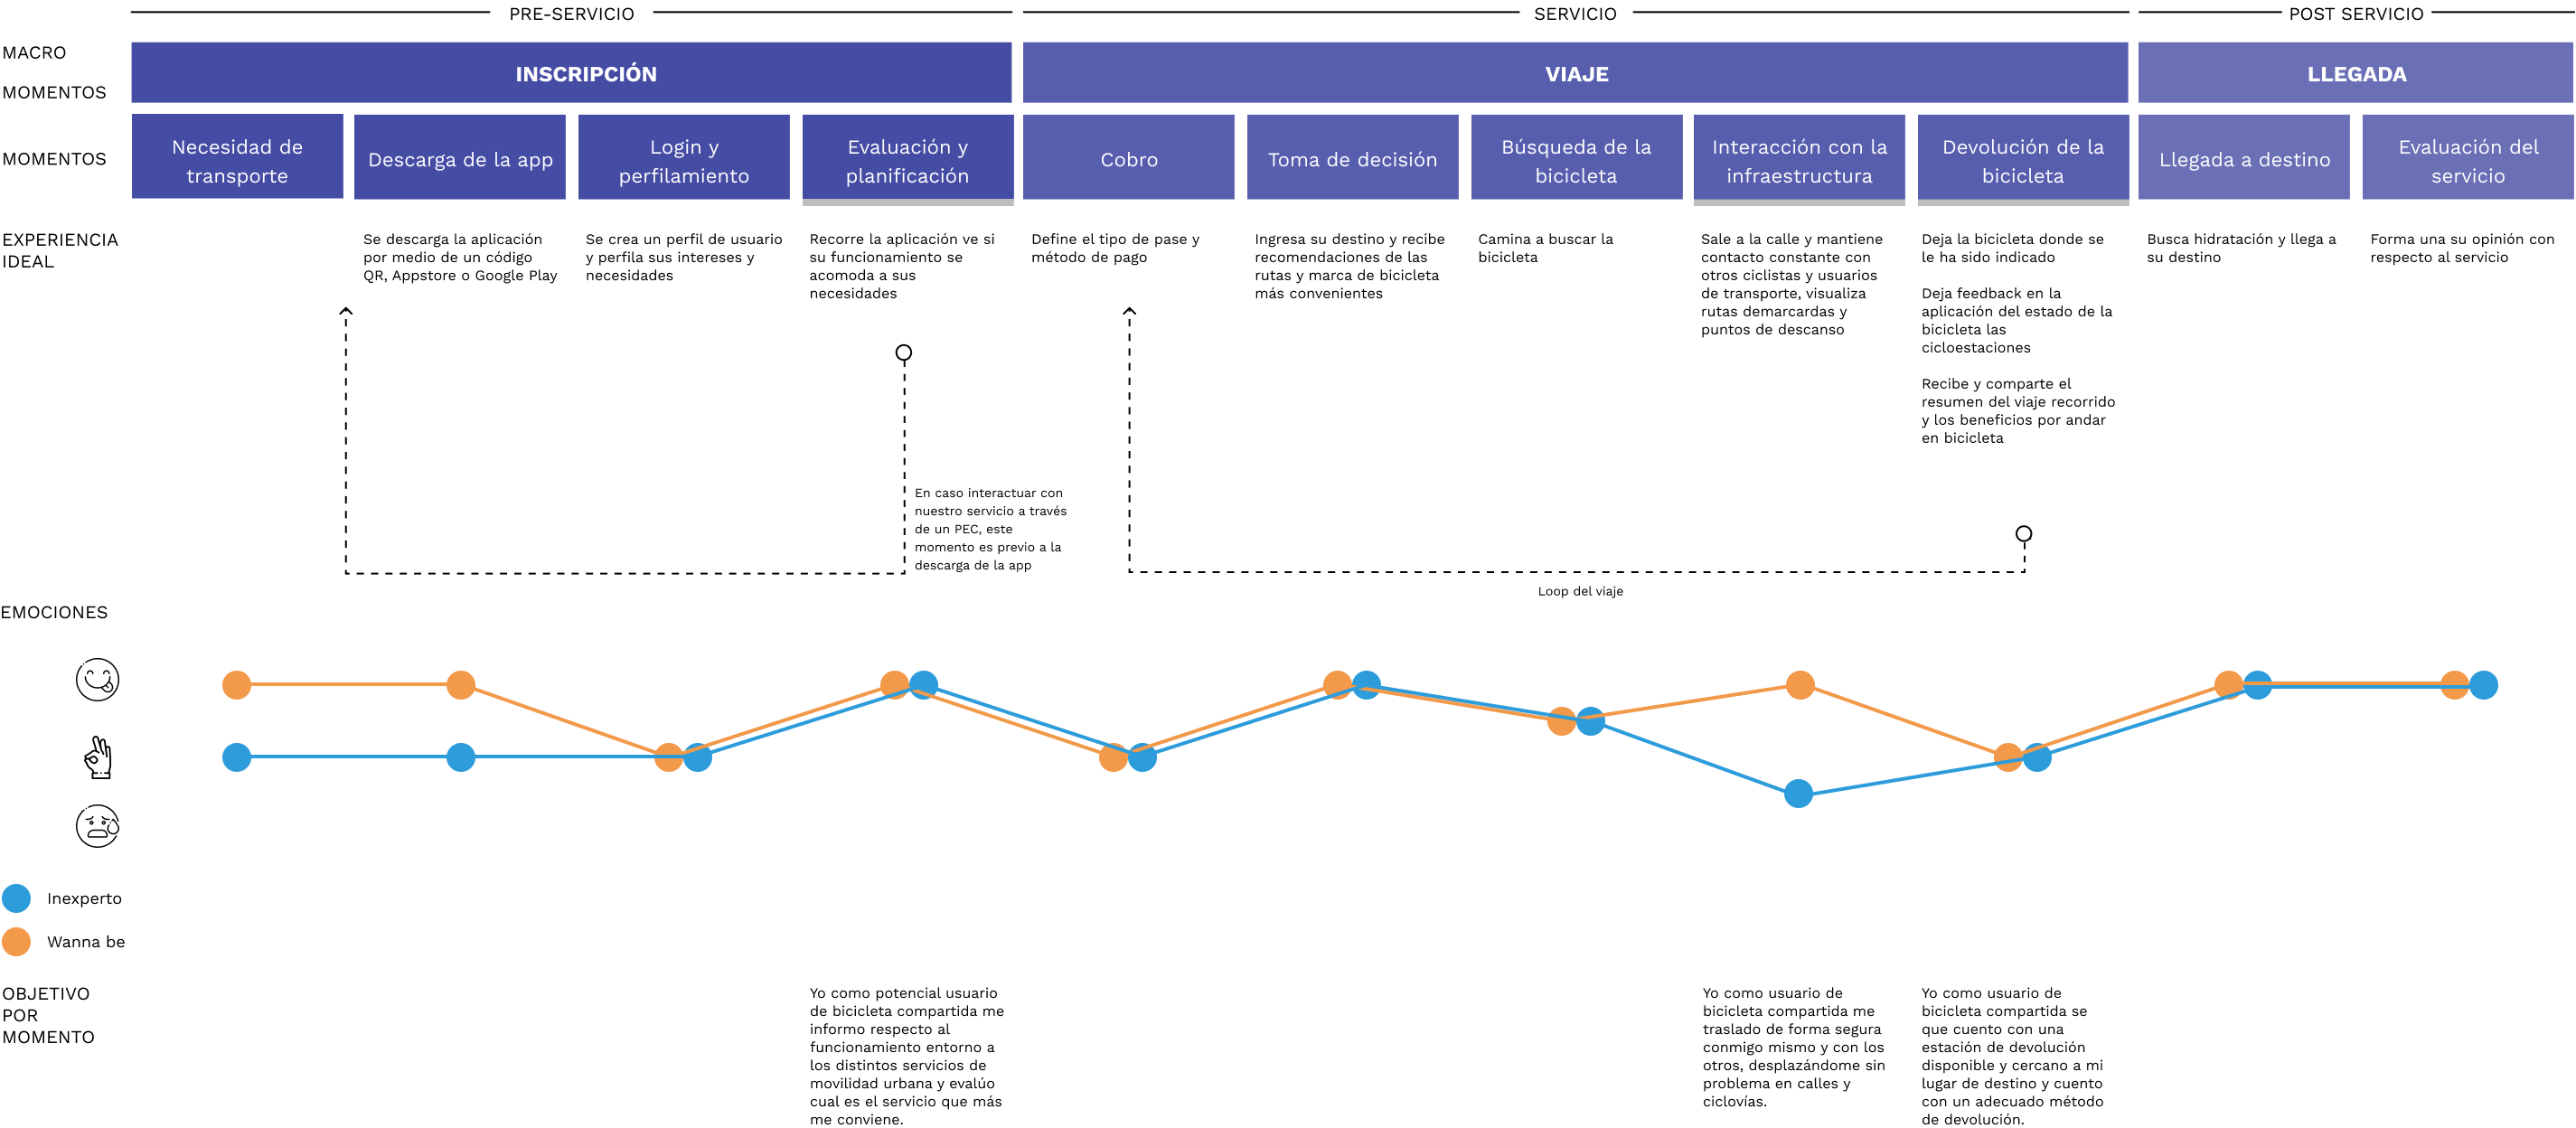 PRE-SERVICIO
SERVICIO
POST SERVICIO
MACRO
MOMENTOS
INSCRIPCIÓN
VIAJE
LLEGADA
MOMENTOS
Necesidad de
transporte
Descarga de la app
Login y
perfilamiento
Evaluación y
planificación
Cobro
Toma de decisión
Búsqueda de la
bicicleta
Interacción con la
infraestructura
Devolución de la
bicicleta
Llegada a destino
Evaluación del
servicio
EXPERIENCIA
IDEAL
Se descarga la aplicación
por medio de un código
QR, Appstore o Google Play
Se crea un perfil de usuario
y perfila sus intereses y
necesidades
Recorre la aplicación ve si
su funcionamiento se
acomoda a sus
necesidades
Define el tipo de pase y
método de pago
Ingresa su destino y recibe
recomendaciones de las
rutas y marca de bicicleta
más convenientes
Camina a buscar la
bicicleta
Sale a la calle y mantiene
contacto constante con
otros ciclistas y usuarios
de transporte, visualiza
rutas demarcardas y
puntos de descanso
Deja la bicicleta donde se
le ha sido indicado
Deja feedback en la
aplicación del estado de la
bicicleta las
cicloestaciones
Recibe y comparte el
resumen del viaje recorrido
y los beneficios por andar
en bicicleta
Busca hidratación y llega a
su destino
Forma una su opinión con
respecto al servicio
En caso interactuar con
nuestro servicio a través
de un PEC, este
momento es previo a la
descarga de la app
Loop del viaje
EMOCIONES
Inexperto
Wanna be
OBJETIVO
POR
MOMENTO
Yo como potencial usuario
de bicicleta compartida me
informo respecto al
funcionamiento entorno a
los distintos servicios de
movilidad urbana y evalúo
cual es el servicio que más
me conviene.
Yo como usuario de
bicicleta compartida me
traslado de forma segura
conmigo mismo y con los
otros, desplazándome sin
problema en calles y
ciclovías.
Yo como usuario de
bicicleta compartida se
que cuento con una
estación de devolución
disponible y cercano a mi
lugar de destino y cuento
con un adecuado método
de devolución.